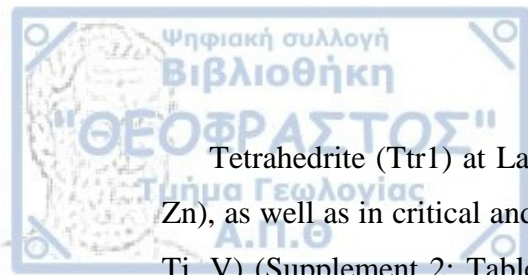 Ψηφιακή συλλογή
Βιβλιοθήκη
"ΘΕΟΦΡΑΣΤΟΣ"
Tetrahedrite (Ttr1) at La
Τμήμα Γεωλογίας
Zn), as well as in critical and
Α.Π.Θ
Ti, V) (Supplement 2: Table